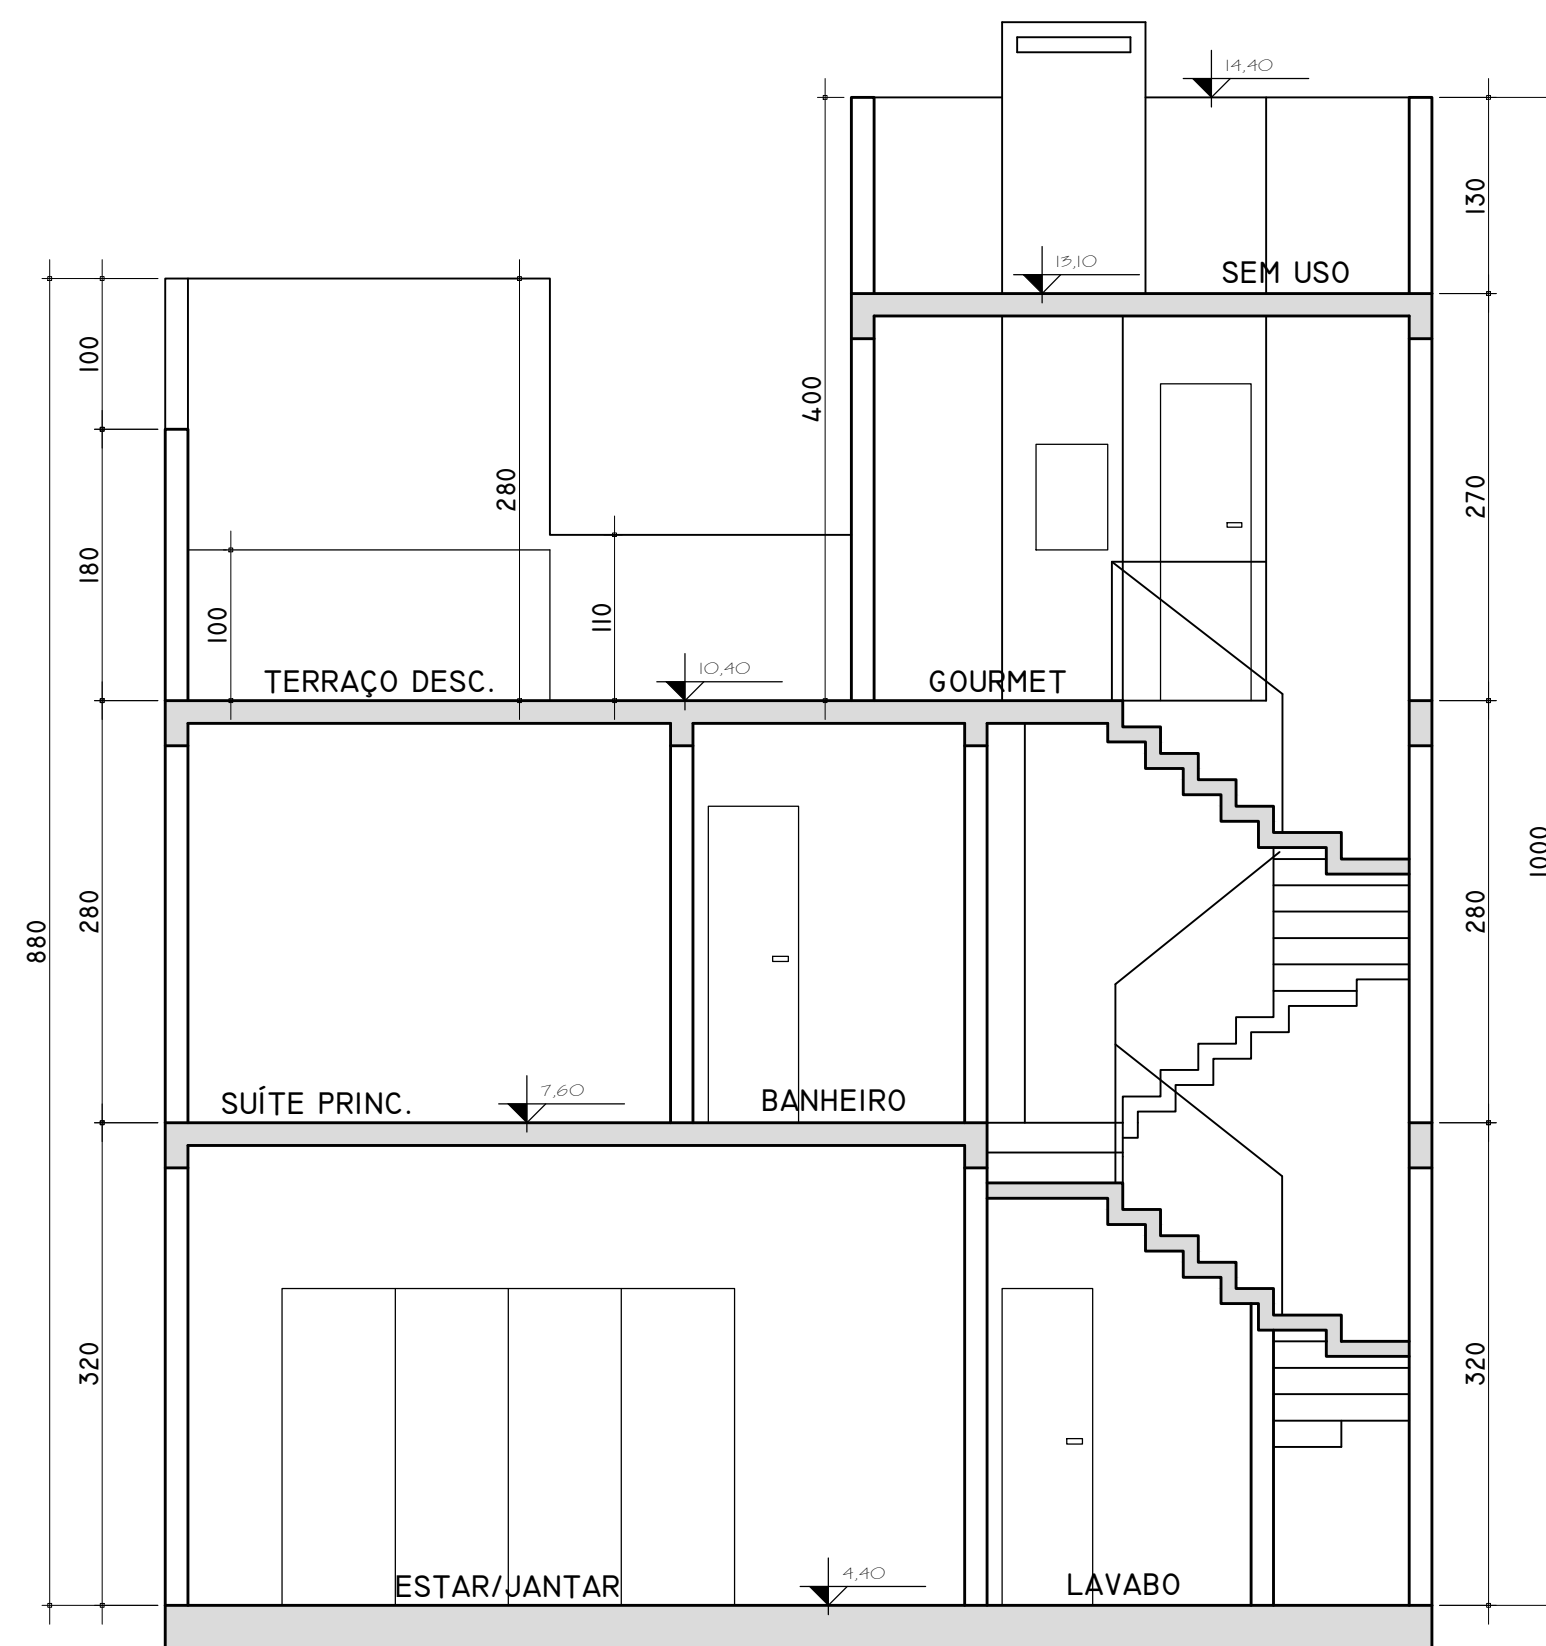 14,40
130
13,10
SEM USO
100
400
280
270
180
100
110
TERRAÇO DESC.
10,40
GOURMET
1000
880
280
280
SUÍTE PRINC.
7,60
BANHEIRO
320
320
ESTAR/JANTAR
4,40
LAVABO